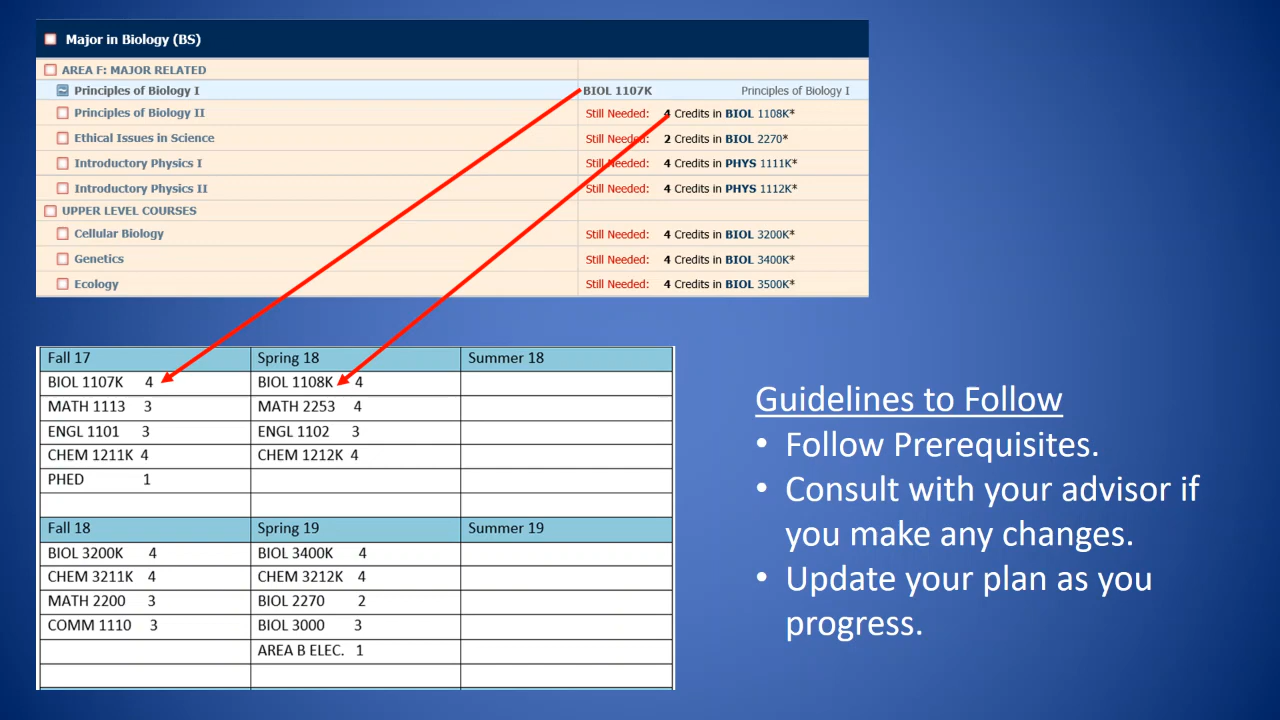 Major in Biology (BS)
AREA F: MAJOR RELATED
Principles of Biology I BIOL 1107K Principles of Biology I
Principles of Biology II Still Needed: 4 Credits in BIOL 1108K*
Ethical Issues in Science Still Needed: 2 Credits in BIOL 2270*
Introductory Physics I Still Needed: 4 Credits in PHYS 1111K*
Introductory Physics II Still Needed: 4 Credits in PHYS 1112K*
UPPER LEVEL COURSES
Cellular Biology Still Needed: 4 Credits in BIOL 3200K*
Genetics Still Needed: 4 Credits in BIOL 3400K*
Ecology Still Needed: 4 Credits in BIOL 3500K*
Fall 17 Spring 18 Summer 18
BIOL 1107K 4 BIOL 1108K 4
MATH 1113 3 MATH 2253 4
ENGL 1101 3 ENGL 1102 3
CHEM 1211K 4 CHEM 1212K 4
PHED 1
Fall 18 Spring 19 Summer 19
BIOL 3200K 4 BIOL 3400K 4
CHEM 3211K 4 CHEM 3212K 4
MATH 2200 3 BIOL 2270 2
COMM 1110 3 BIOL 3000 3
AREA B ELEC. 1
Guidelines to Follow
• Follow Prerequisites.
• Consult with your advisor if
you make any changes.
• Update your plan as you
progress.